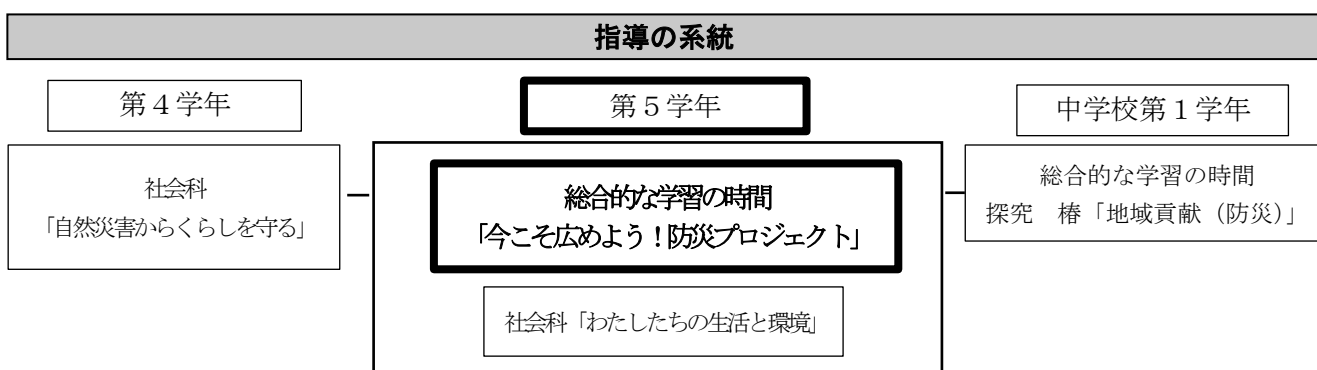 指導の系統
第４学年
第５学年
中学校第１学年
社会科
「自然災害からくらしを守る」
総合的な学習の時間
「今こそ広めよう！防災プロジェクト」
社会科「わたしたちの生活と環境」
総合的な学習の時間
探究　椿「地域貢献（防災）」